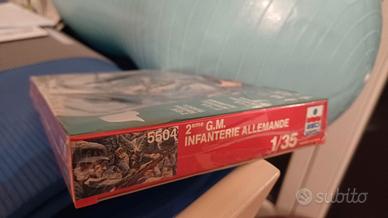 5504
2ème G.M.
INFANTERIE ALLEMANDE
1/35
subito